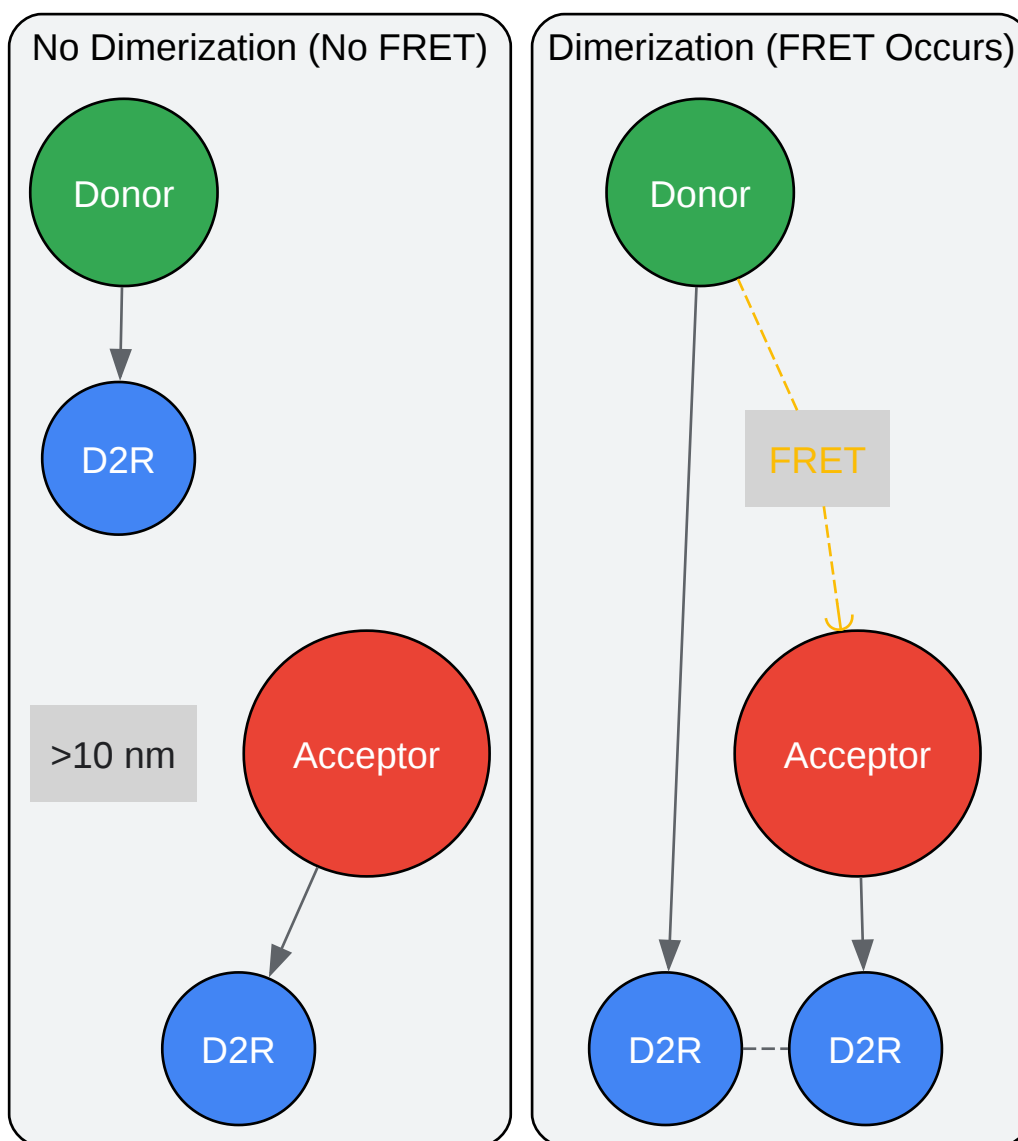 No Dimerization (No FRET)
Donor
D2R
>10 nm
Acceptor
D2R
Dimerization (FRET Occurs)
Donor
FRET
Acceptor
D2R
D2R